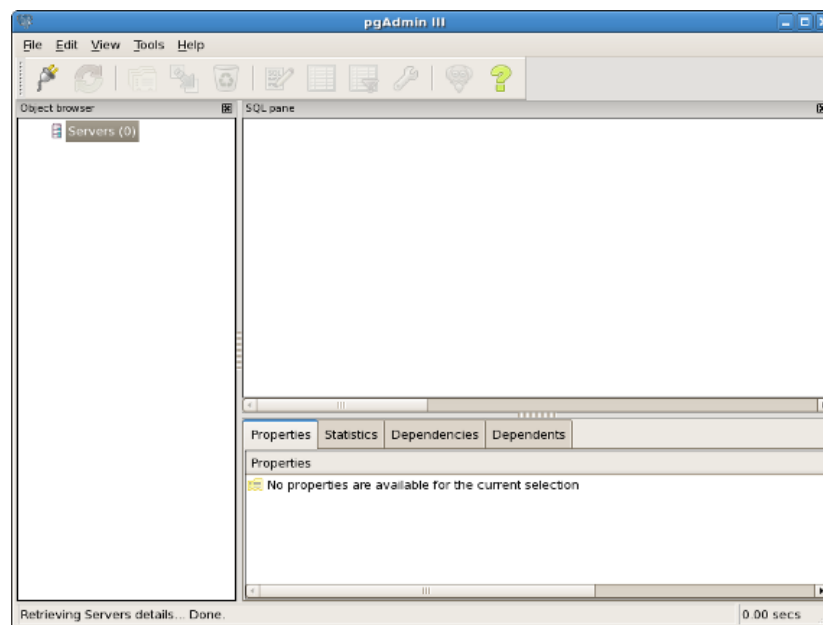 pgAdmin III
File Edit View Tools Help
Object browser
SQL pane
Servers (0)
Properties Statistics Dependencies Dependents
Properties
No properties are available for the current selection
Retrieving Servers details... Done.
0.00 secs